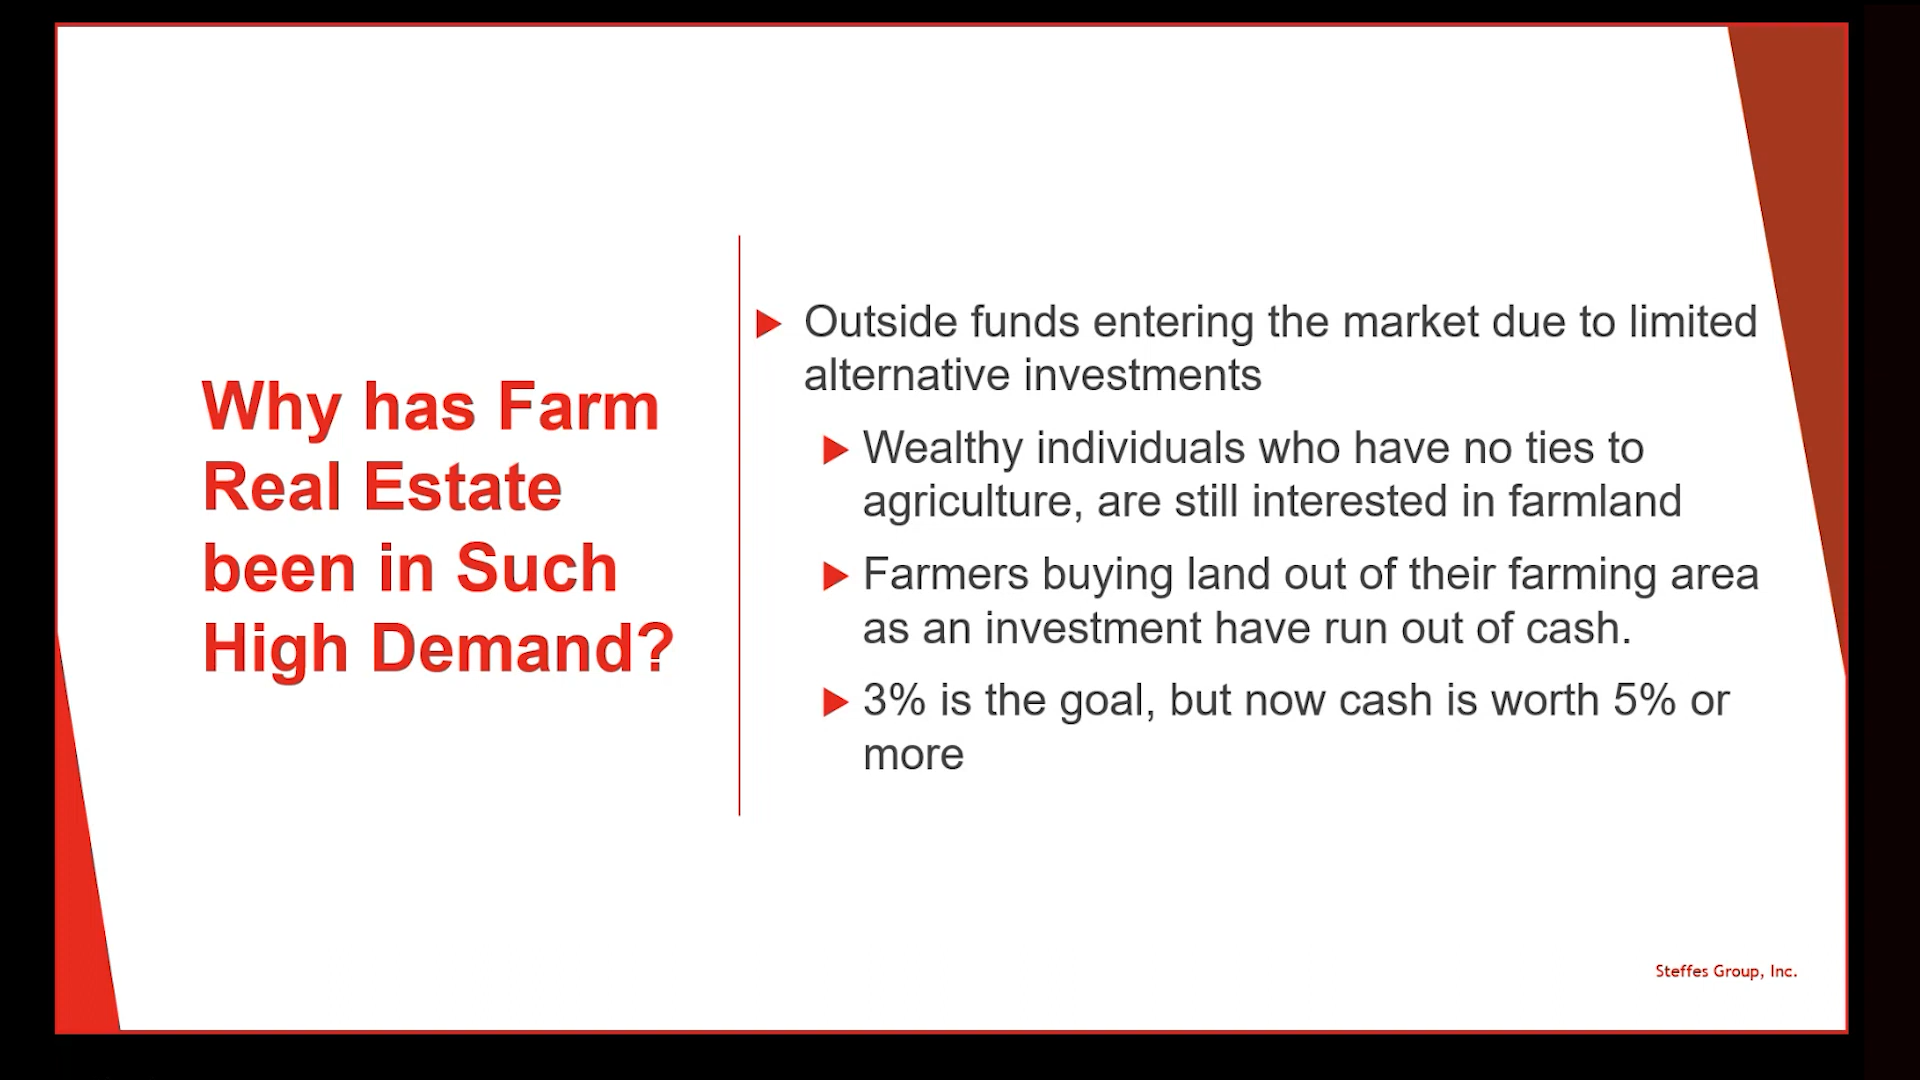 Why has Farm
Real Estate
been in Such
High Demand?
Outside funds entering the market due to limited
alternative investments
Wealthy individuals who have no ties to
agriculture, are still interested in farmland
Farmers buying land out of their farming area
as an investment have run out of cash.
3% is the goal, but now cash is worth 5% or
more
Steffes Group, Inc.